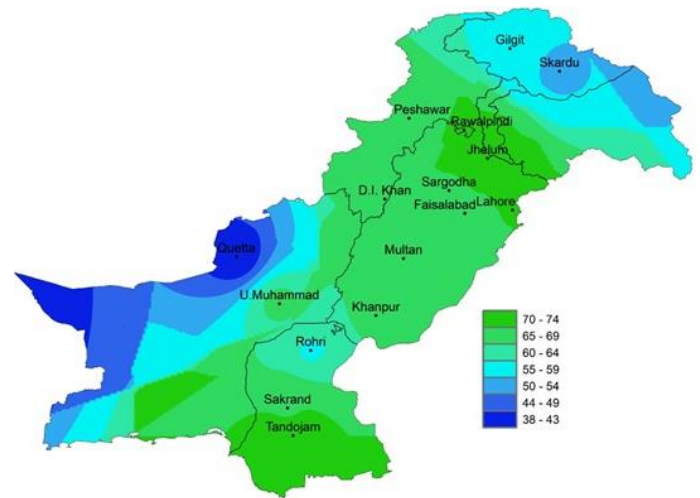 Gilgit
Skardu
Peshawar
Rawalpindi
Jhelum
Sargodha
D.I. Khan
Faisalabad
Lahore
Quetta
Multan
U.Muhammad
Khanpur
Rohri
Sakrand
Tandojam
70 - 74
65 - 69
60 - 64
55 - 59
50 - 54
44 - 49
38 - 43